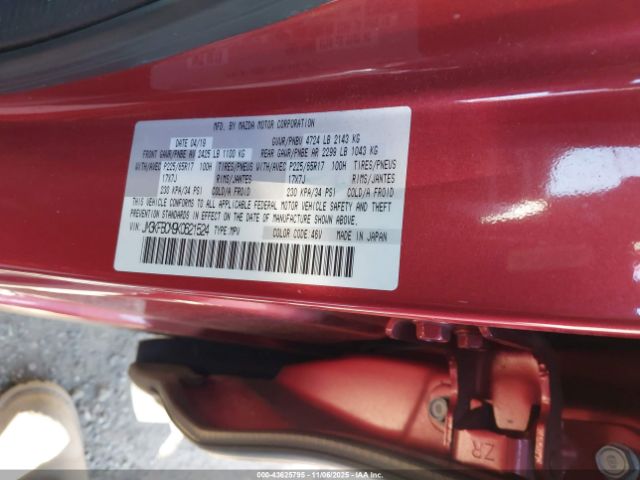 MFD. BY MAZDA MOTOR CORPORATION
DATE 04/19 GVWR/PNBV 4724 LB 2143 KG
FRONT GAWR/PNBE AV 2425 LB 1100 KG REAR GAWR/PNBE AR 2299 LB 1043 KG
WITH/AVEC P225/65R17 100H TIRES/PNEUS WITH/AVEC P225/65R17 100H TIRES/PNEUS
17X7J RIMS/JANTES 17X7J RIMS/JANTES
230 KPA/34 PSI COLD/A FROID 230 KPA/34 PSI COLD/A FROID
THIS VEHICLE CONFORMS TO ALL APPLICABLE FEDERAL MOTOR VEHICLE SAFETY AND THEFT
PREVENTION STANDARDS IN EFFECT ON THE DATE OF MANUFACTURE SHOWN ABOVE.
VIN: JM3KFBCM9K0621524 TYPE: MPV
COLOR CODE: 46V MADE IN JAPAN
ZR
000-43625795 - 11/06/2025 - IAAI.COM